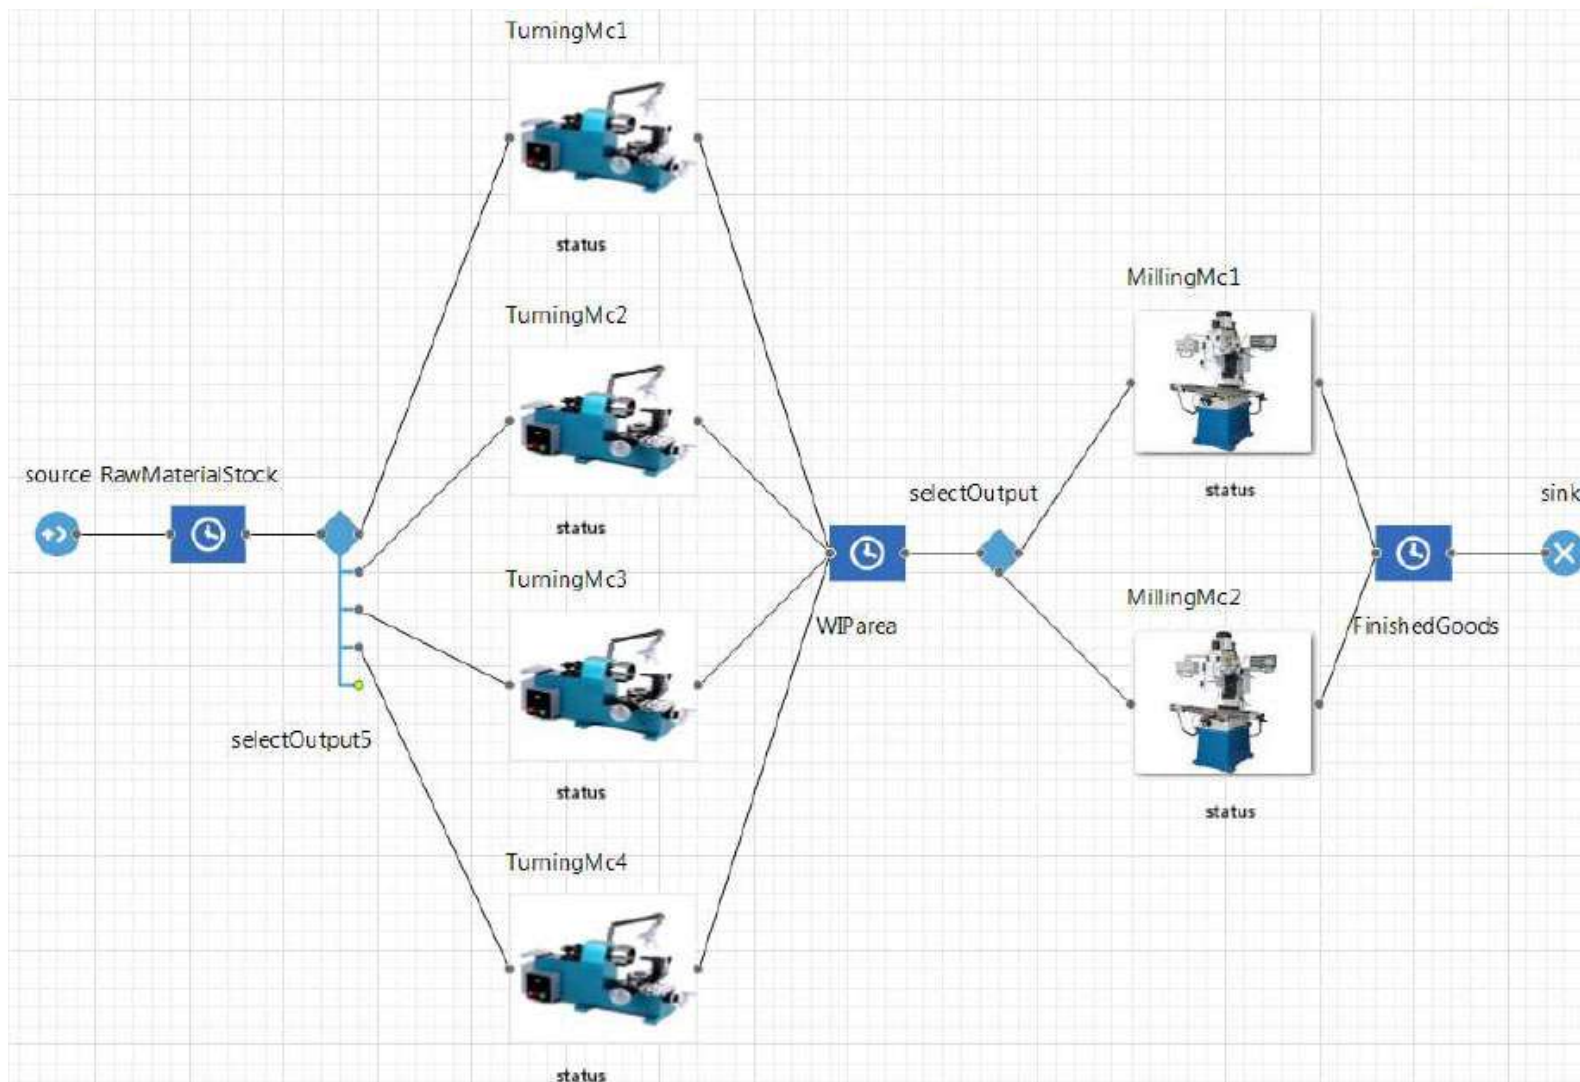 TurningMc1
status
TurningMc2
status
source RawMaterialStock
TurningMc3
selectOutput5
status
TurningMc4
status
WIParea
selectOutput
MillingMc1
status
MillingMc2
status
FinishedGoods
sink